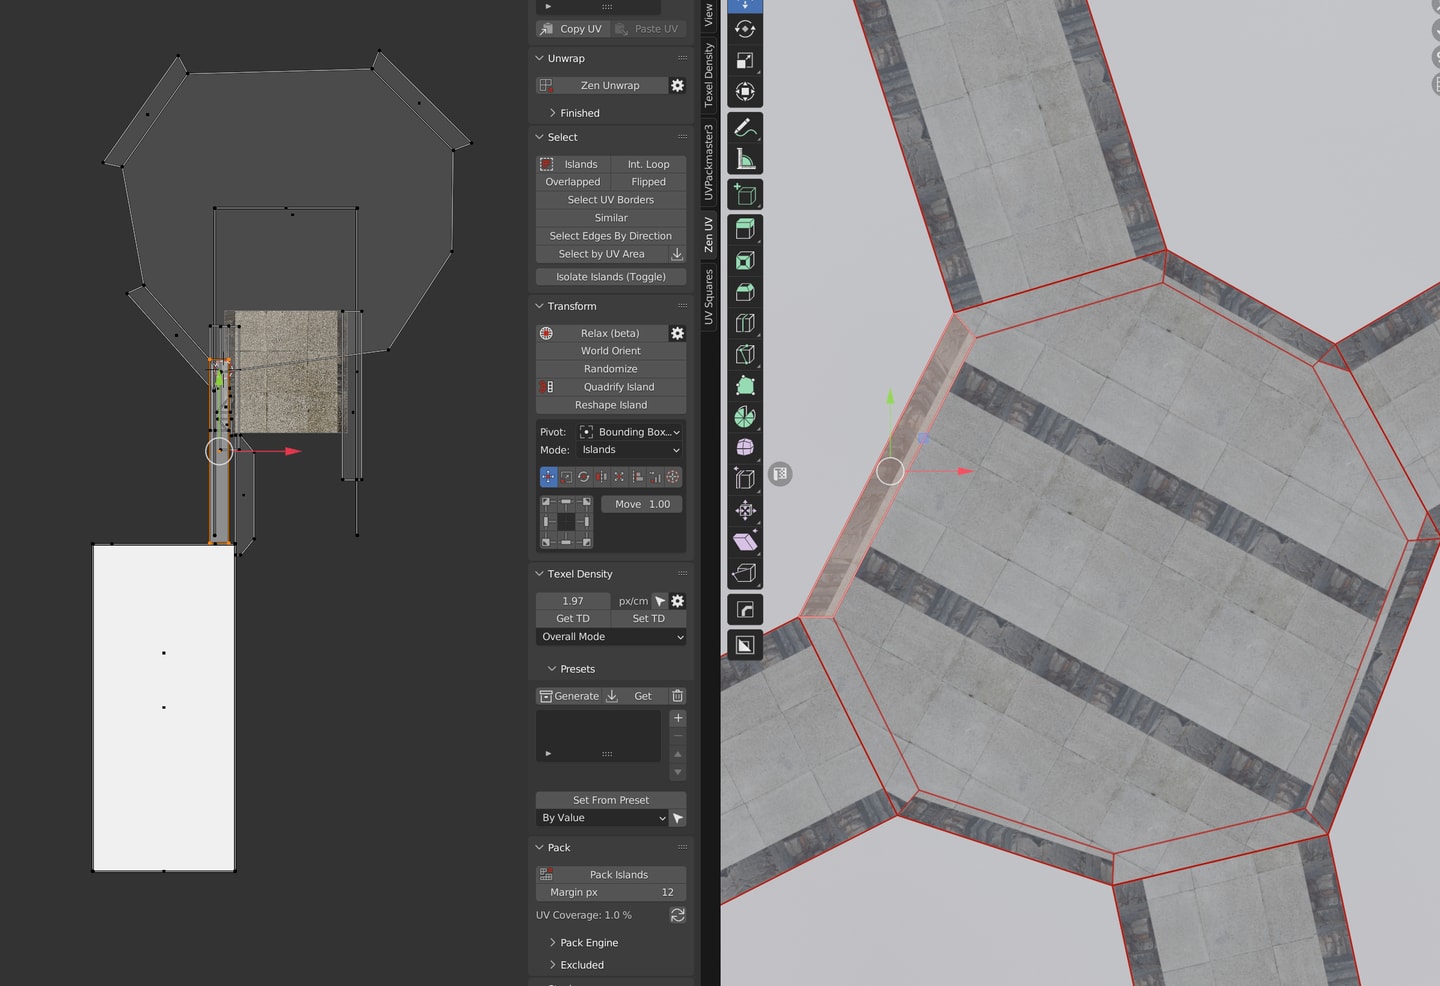 Copy UV
Paste UV
Unwrap
Zen Unwrap
Finished
Select
Islands
Int. Loop
Overlapped
Flipped
Select UV Borders
Similar
Select Edges By Direction
Select by UV Area
Isolate Islands (Toggle)
Transform
Relax (beta)
World Orient
Randomize
Quadrify Island
Reshape Island
Pivot:
Bounding Box...
Mode:
Islands
Move 1.00
Texel Density
1.97
px/cm
Get TD
Set TD
Overall Mode
Presets
Generate
Get
Set From Preset
By Value
Pack
Pack Islands
Margin px 12
UV Coverage: 1.0 %
Pack Engine
Excluded
View
Texel Density
UVPackmaster3
Zen UV
UV Squares